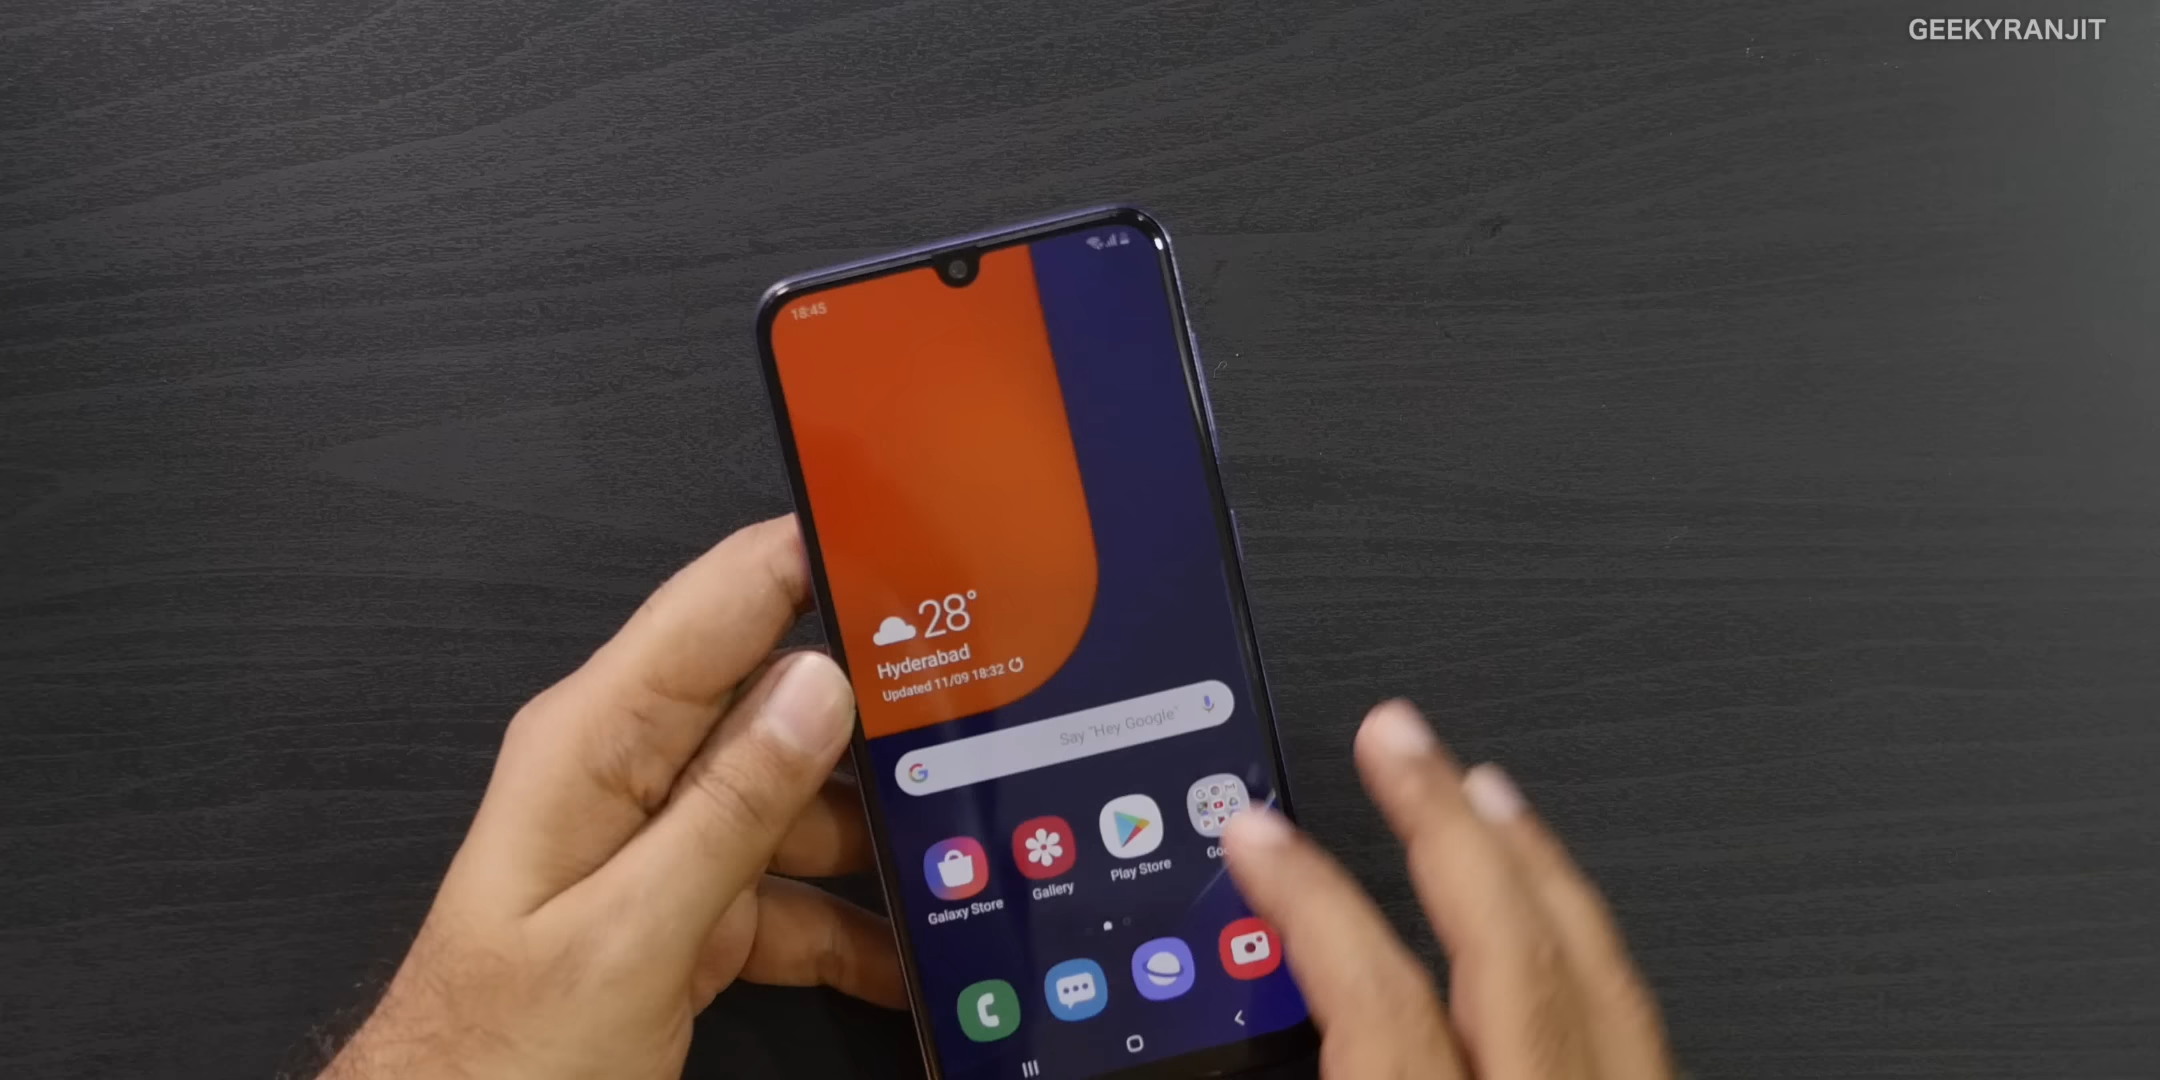 GEEKYRANJIT
18:45
28°
Hyderabad
Updated 11/09 18:32
G Say "Hey Google"
Galaxy Store
Gallery
Play Store